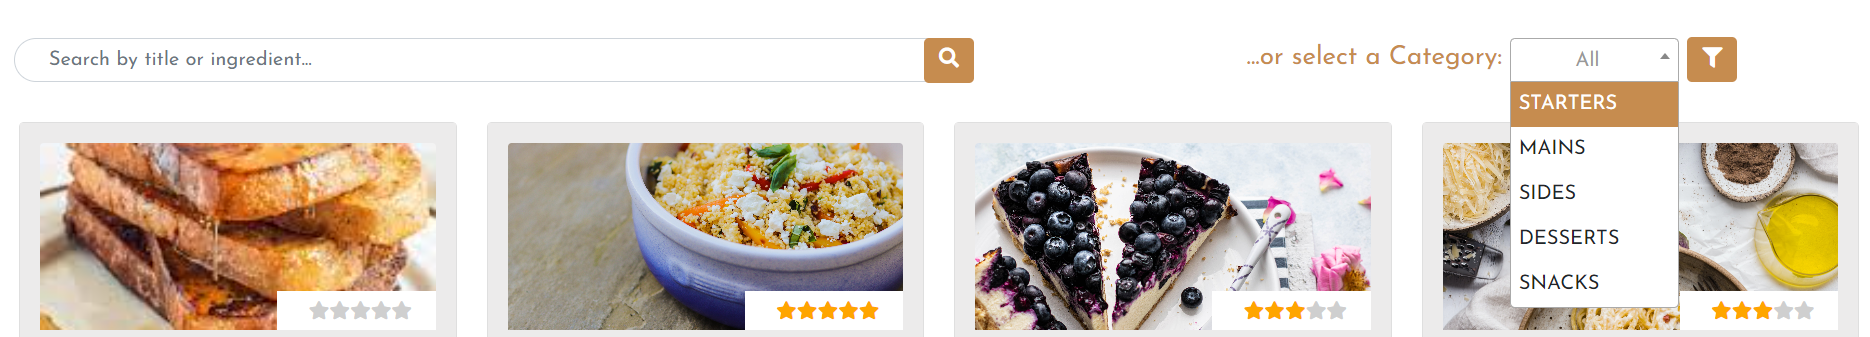 Search by title or ingredient...
...or select a Category:
All
STARTERS
MAINS
SIDES
DESSERTS
SNACKS